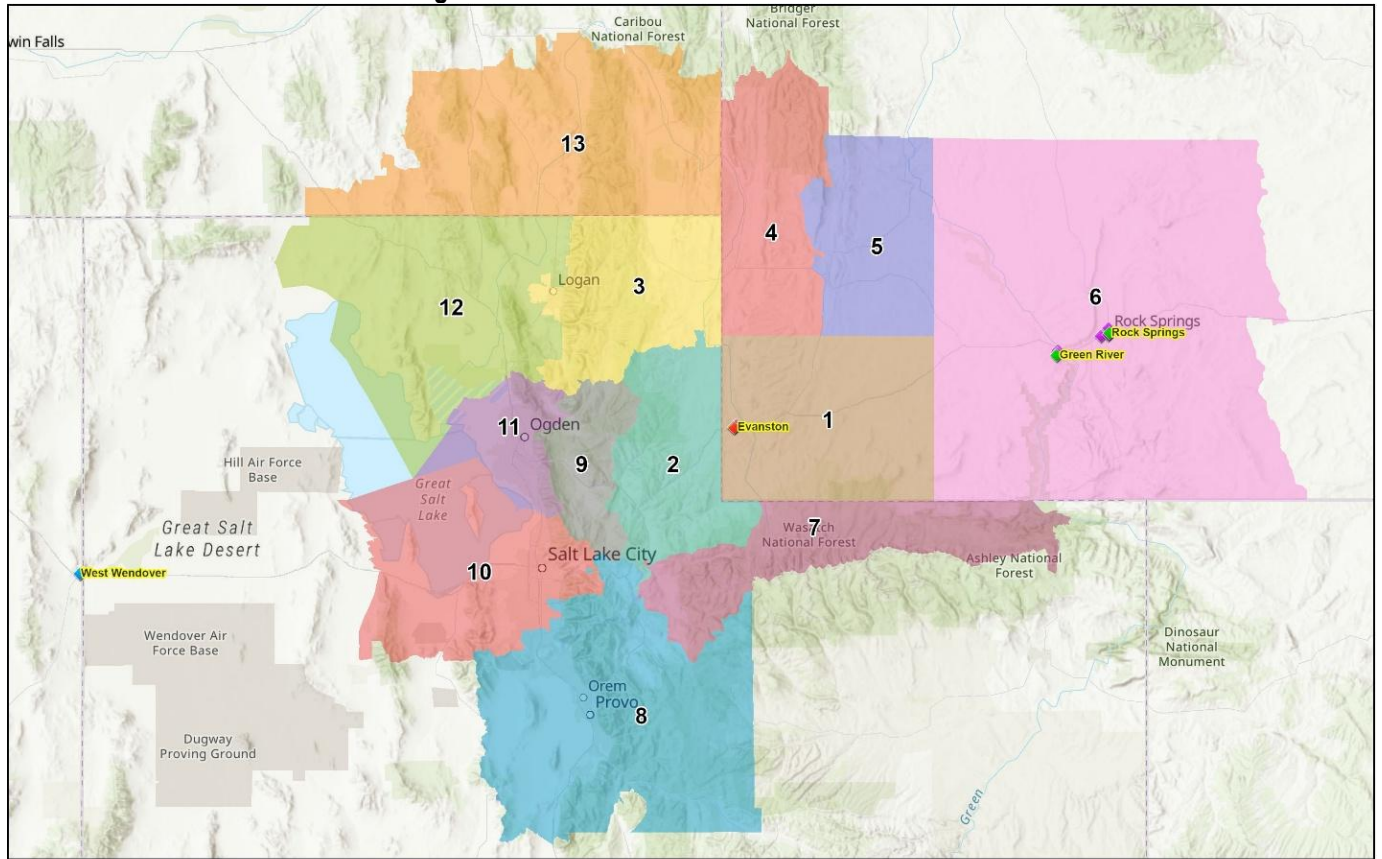 Caribou
National Forest
Bridger
National Forest
win Falls
13
4
5
Logan
3
12
6
Rock Springs
Rock Springs
Green River
11
Ogden
1
Evanston
9
2
Hill Air Force
Base
Great
Salt
Lake
Great Salt
Lake Desert
7
Wasatch
National Forest
Ashley National
Forest
Salt Lake City
10
West Wendover
Wendover Air
Force Base
Dinosaur
National
Monument
Orem
Provo
8
Dugway
Proving Ground
Green